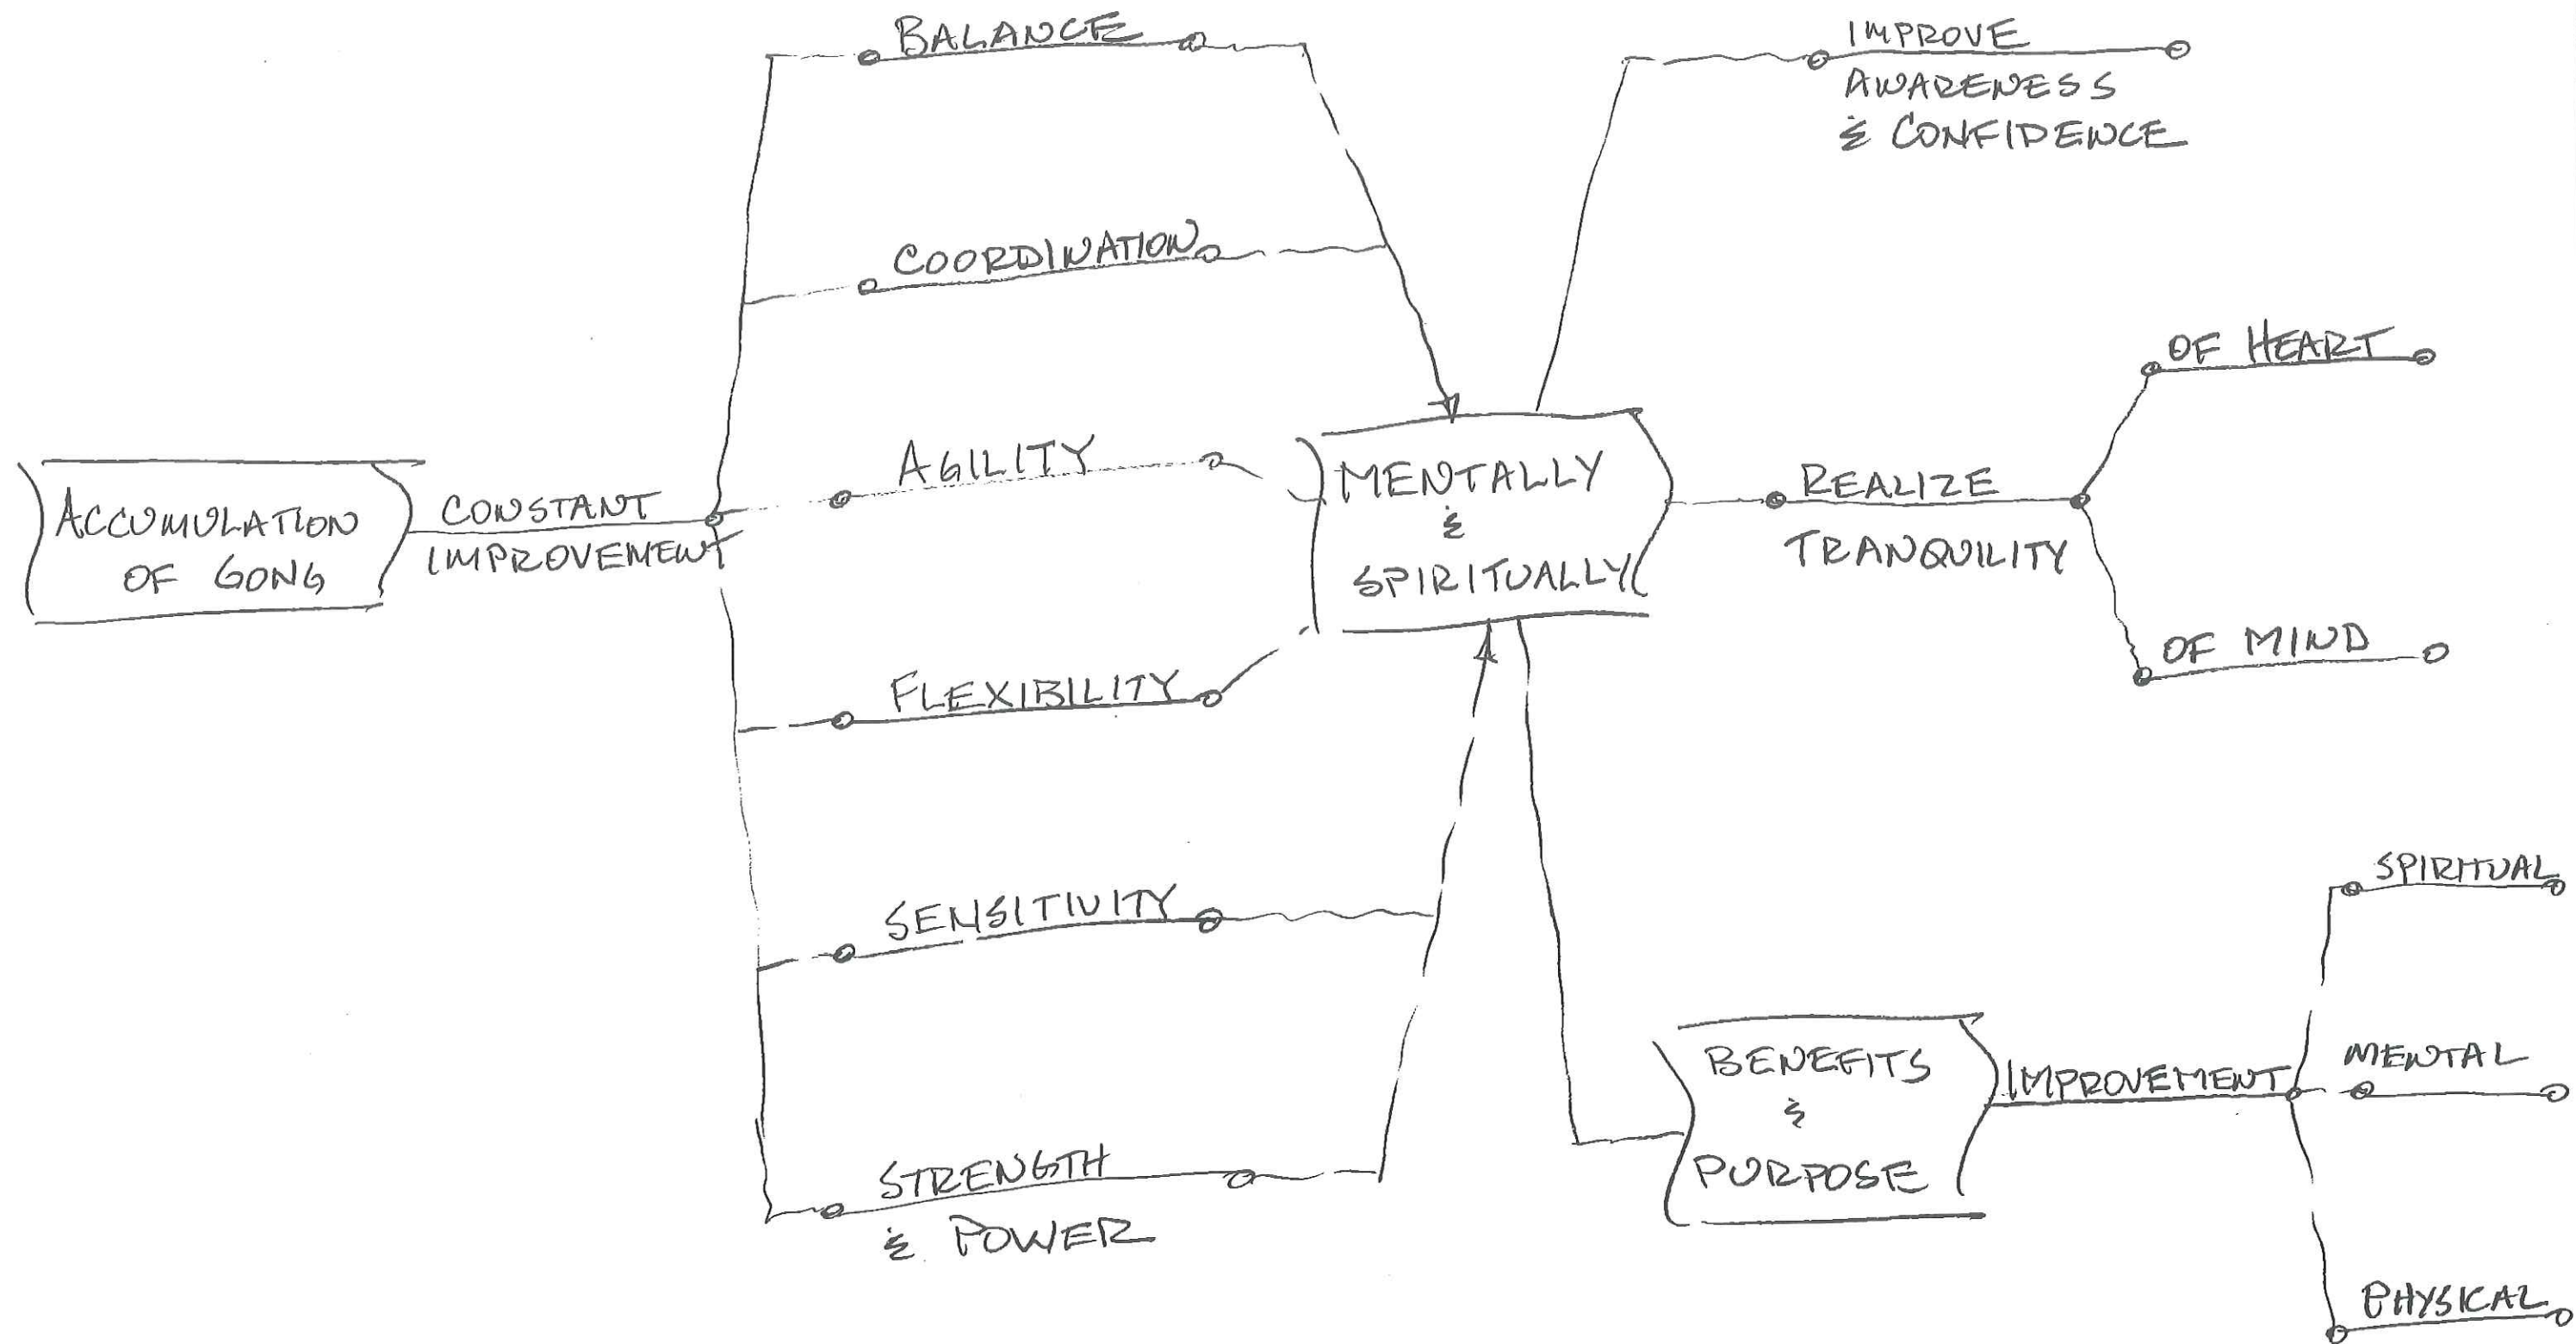 ACCUMULATION
OF GONG
CONSTANT
IMPROVEMENT
BALANCE
COORDINATION
AGILITY
FLEXIBILITY
SENSITIVITY
STRENGTH
& POWER
MENTALLY
&
SPIRITUALLY
IMPROVE
AWARENESS
& CONFIDENCE
REALIZE
TRANQUILITY
OF HEART
OF MIND
BENEFITS
&
PURPOSE
IMPROVEMENT
SPIRITUAL
MENTAL
PHYSICAL